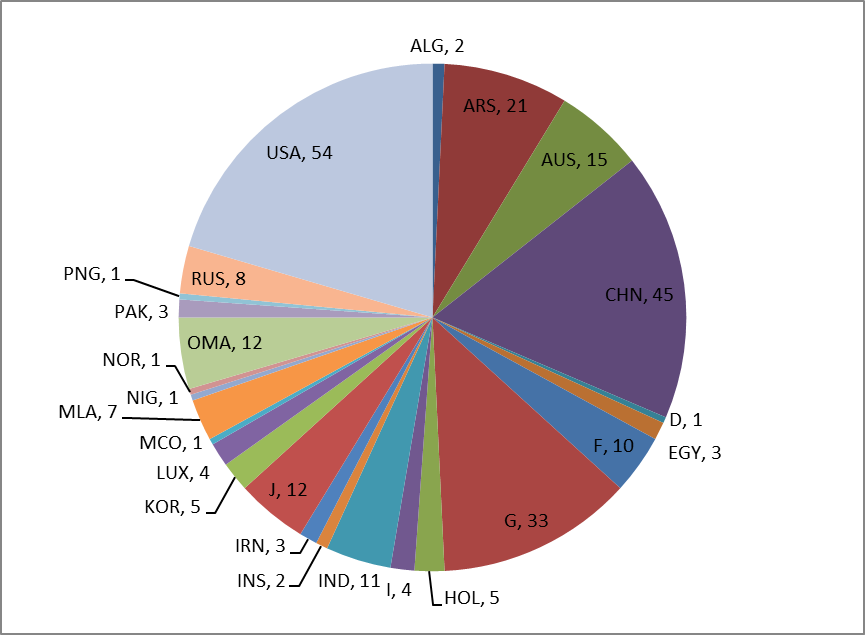 ALG, 2
ARS, 21
AUS, 15
CHN, 45
D, 1
EGY, 3
F, 10
G, 33
HOL, 5
I, 4
IND, 11
INS, 2
IRN, 3
J, 12
KOR, 5
LUX, 4
MCO, 1
MLA, 7
NIG, 1
NOR, 1
OMA, 12
PAK, 3
PNG, 1
RUS, 8
USA, 54